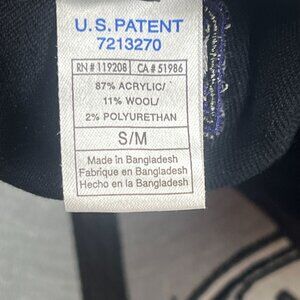 U.S. PATENT
7213270
RN # 119208 CA # 51986
87% ACRYLIC/
11% WOOL/
2% POLYURETHAN
S/M
Made in Bangladesh
Fabrique en Bangladesh
Hecho en la Bangladesh